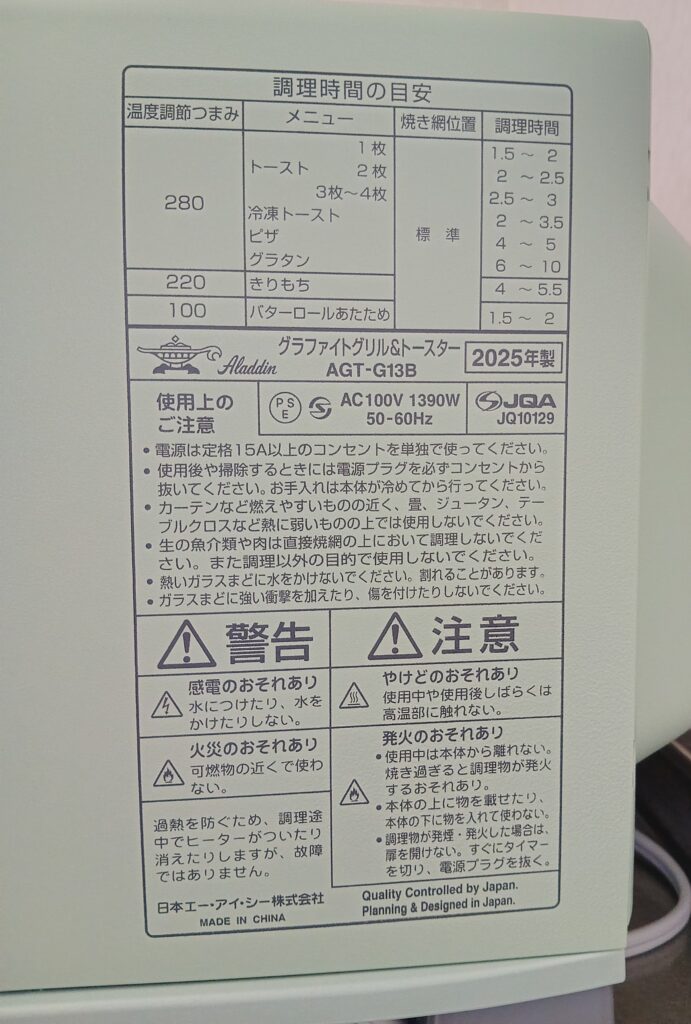 調理時間の目安
温度調節つまみ メニュー 焼き網位置 調理時間
280 トースト 1枚 標準 1.5〜2
2枚 2〜2.5
3枚〜4枚 2.5〜3
冷凍トースト 2〜3.5
ピザ 4〜5
グラタン 6〜10
220 きりもち 4〜5.5
100 バターロールあたため 1.5〜2
Aladdin グラファイトグリル&トースター
AGT-G13B 2025年製
使用上の
ご注意
PS
E
AC100V 1390W
50-60Hz
JQA
JQ10129
•電源は定格15A以上のコンセントを単独で使ってください。
•使用後や掃除するときには電源プラグを必ずコンセントから
抜いてください。お手入れは本体が冷めてから行ってください。
•カーテンなど燃えやすいものの近く、畳、ジュータン、テー
ブルクロスなど熱に弱いものの上では使用しないでください。
•生の魚介類や肉は直接焼網の上において調理しないでくだ
さい。また調理以外の目的で使用しないでください。
•熱いガラスまどに水をかけないでください。割れることがあります。
•ガラスまどに強い衝撃を加えたり、傷を付けたりしないでください。
警告
感電のおそれあり
水につけたり、水を
かけたりしない。
火災のおそれあり
可燃物の近くで使わ
ない。
過熱を防ぐため、調理途
中でヒーターがついたり
消えたりしますが、故障
ではありません。
日本エー・アイ・シー株式会社
MADE IN CHINA
注意
やけどのおそれあり
使用中や使用後しばらくは
高温部に触れない。
発火のおそれあり
•使用中は本体から離れない。
焼き過ぎると調理物が発火
するおそれあり。
•本体の上に物を載せたり、
本体の下に物を入れて使わない。
•調理物が発煙・発火した場合は、
扉を開けない。すぐにタイマー
を切り、電源プラグを抜く。
Quality Controlled by Japan.
Planning & Designed in Japan.